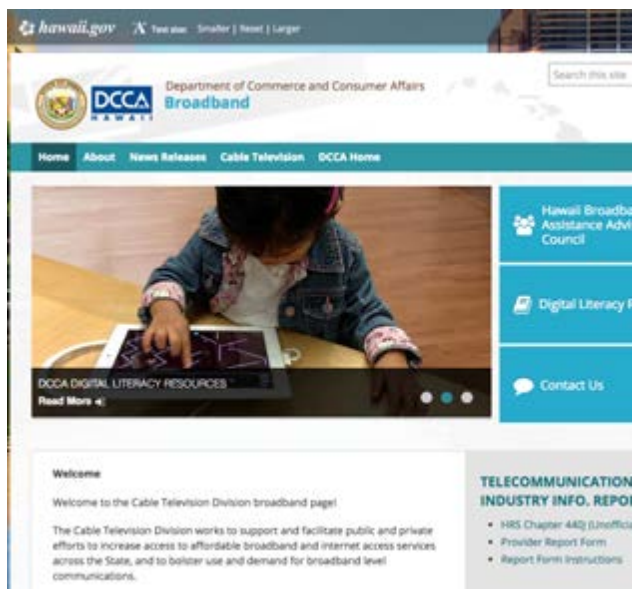 hawaii.gov Text size: Smaller | Reset | Larger
Search this site
Department of Commerce and Consumer Affairs
DCCA
HAWAII
Broadband
Home About News Releases Cable Television DCCA Home
Hawaii
Assistance
Council
Digital Literacy
Contact Us
DCCA DIGITAL LITERACY RESOURCES
Read More
Welcome
Welcome to the Cable Television Division broadband page!
The Cable Television Division works to support and facilitate public and private
efforts to increase access to affordable broadband and internet access services
across the State, and to bolster use and demand for broadband level
communications.
TELECOMMUNICATION
INDUSTRY INFO.
HRS Chapter 440J
Provider Report Form
Report Form Instructions